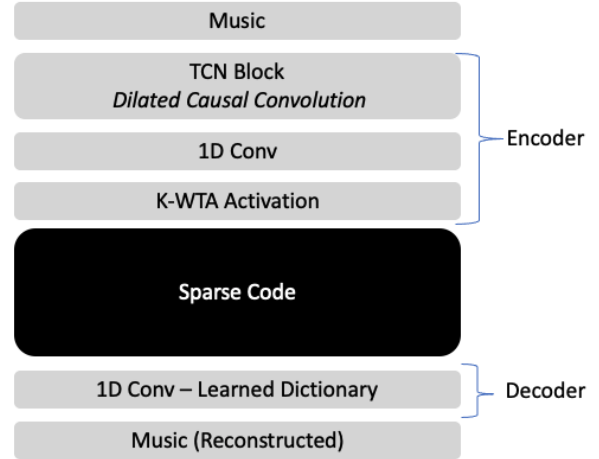 Music
TCN Block
Dilated Causal Convolution
Encoder
1D Conv
K-WTA Activation
Sparse Code
1D Conv – Learned Dictionary
Decoder
Music (Reconstructed)